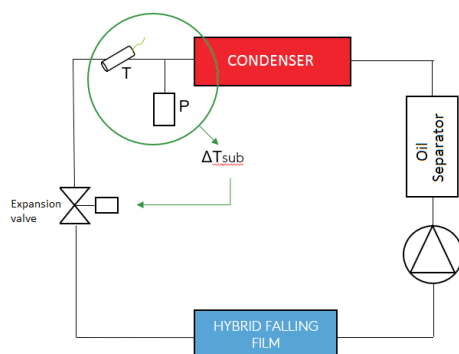 CONDENSER
T
P
ΔTsub
Oil
Separator
Expansion
valve
HYBRID FALLING
FILM